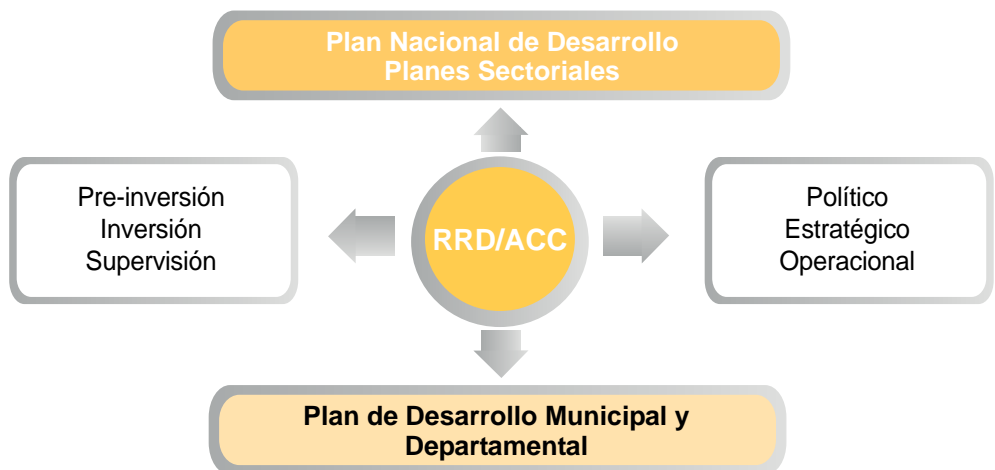 Plan Nacional de Desarrollo
Planes Sectoriales
Pre-inversión
Inversión
Supervisión
RRD/ACC
Político
Estratégico
Operacional
Plan de Desarrollo Municipal y
Departamental